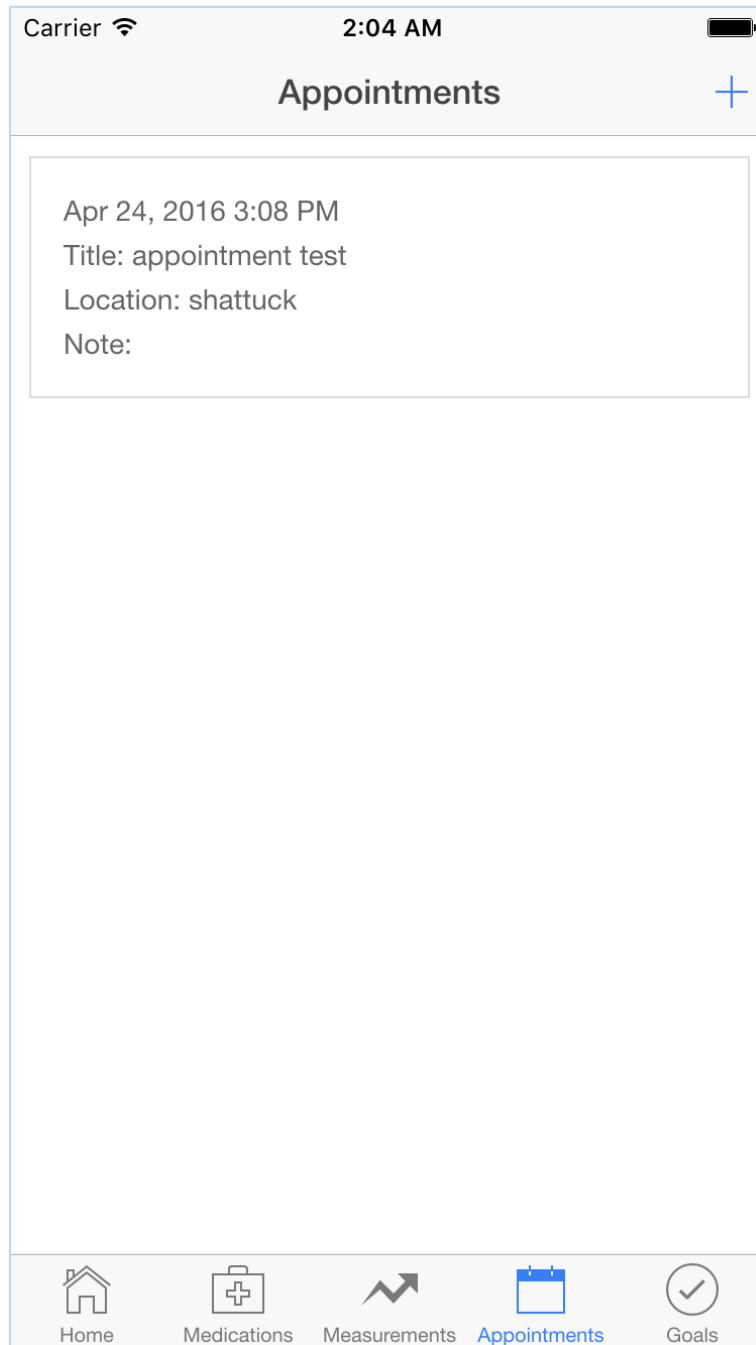 Carrier 2:04 AM
Appointments
Apr 24, 2016 3:08 PM
Title: appointment test
Location: shattuck
Note:
Home Medications Measurements Appointments Goals